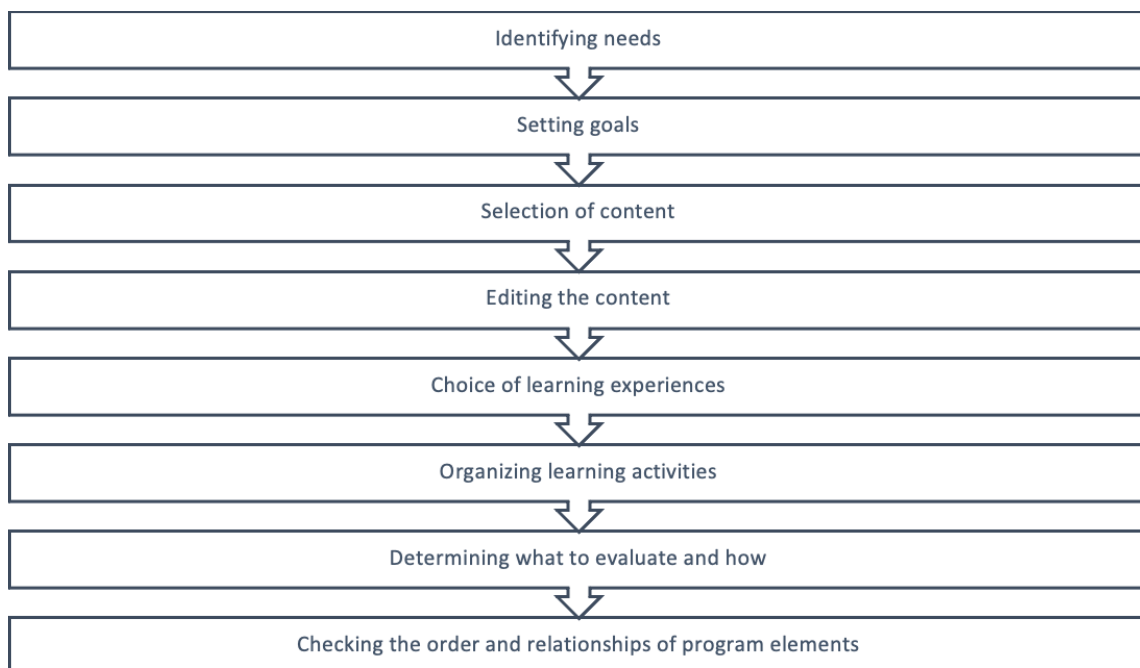 Identifying needs
Setting goals
Selection of content
Editing the content
Choice of learning experiences
Organizing learning activities
Determining what to evaluate and how
Checking the order and relationships of program elements